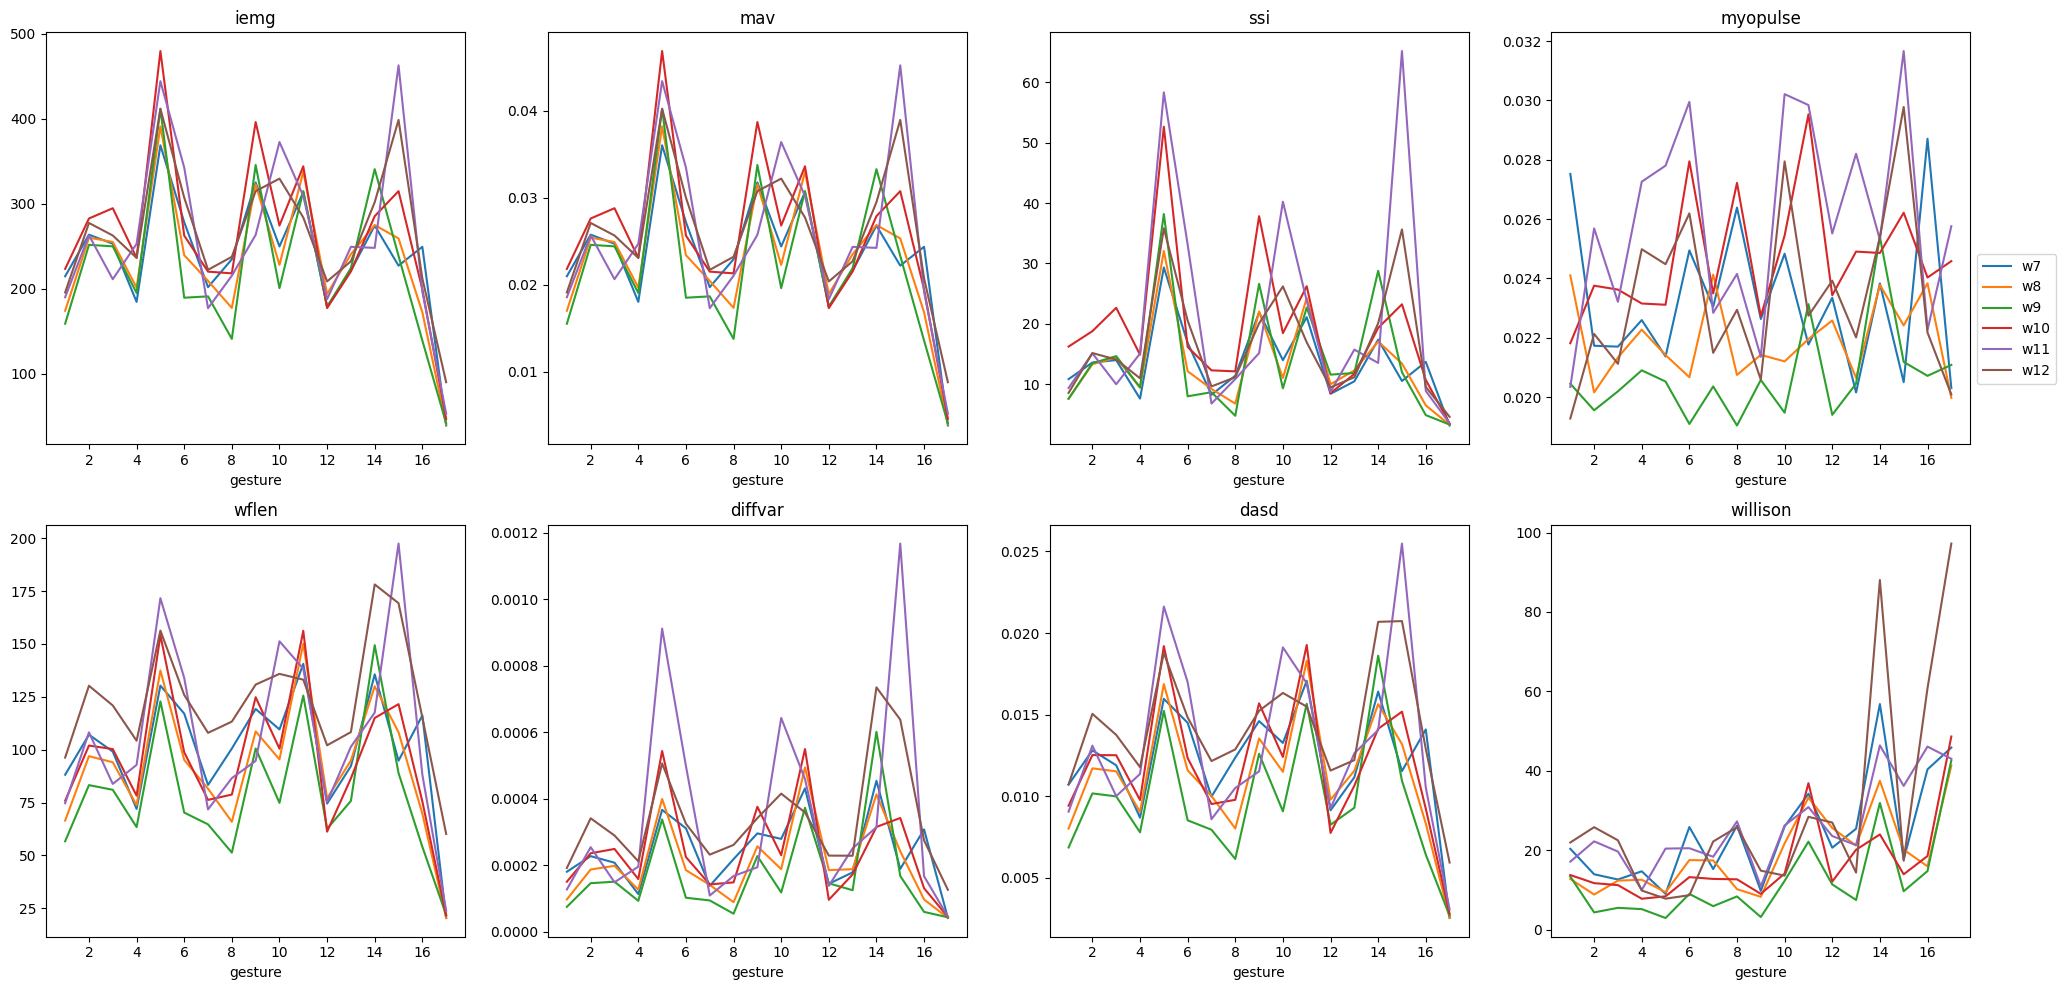 iemg
500
400
300
200
100
2 4 6 8 10 12 14 16
gesture
mav
0.04
0.03
0.02
0.01
2 4 6 8 10 12 14 16
gesture
ssi
60
50
40
30
20
10
2 4 6 8 10 12 14 16
gesture
myopulse
0.032
0.030
0.028
0.026
0.024
0.022
0.020
2 4 6 8 10 12 14 16
gesture
w7
w8
w9
w10
w11
w12
wflen
200
175
150
125
100
75
50
25
2 4 6 8 10 12 14 16
gesture
diffvar
0.0012
0.0010
0.0008
0.0006
0.0004
0.0002
0.0000
2 4 6 8 10 12 14 16
gesture
dasd
0.025
0.020
0.015
0.010
0.005
2 4 6 8 10 12 14 16
gesture
willison
100
80
60
40
20
0
2 4 6 8 10 12 14 16
gesture